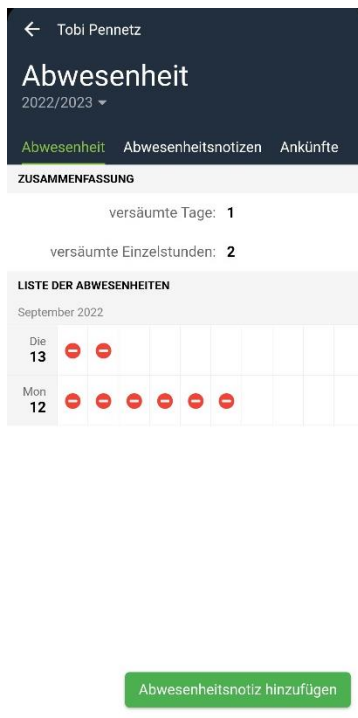 Tobi Pennetz
Abwesenheit
2022/2023
Abwesenheit Abwesenheitsnotizen Ankünfte
ZUSAMMENFASSUNG
versäumte Tage: 1
versäumte Einzelstunden: 2
LISTE DER ABWESENHEITEN
September 2022
Die
13
Mon
12
Abwesenheitsnotiz hinzufügen